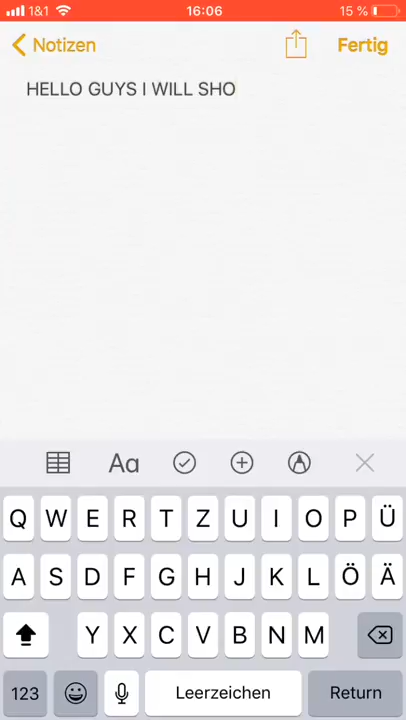 1&1 16:06 15 %
Notizen Fertig
HELLO GUYS I WILL SHO
Aa
Q W E R T Z U I O P Ü
A S D F G H J K L Ö Ä
Y X C V B N M
123 Leerzeichen Return